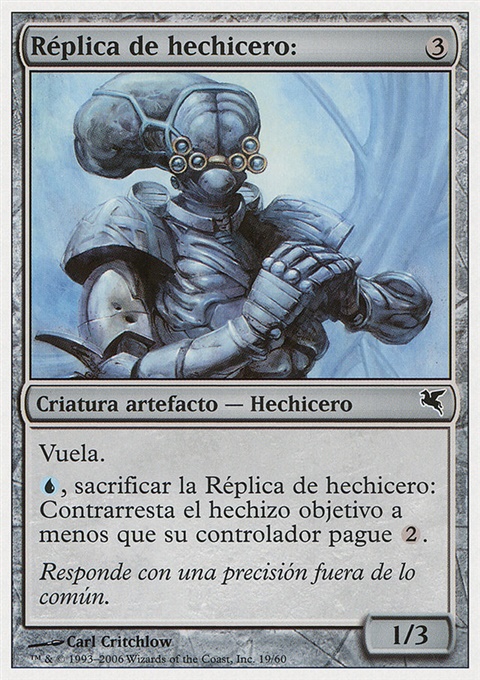 Réplica de hechicero:
3
Criatura artefacto — Hechicero
Vuela.
, sacrificar la Réplica de hechicero:
Contrarresta el hechizo objetivo a
menos que su controlador pague 2.
Responde con una precisión fuera de lo
común.
Carl Critchlow
1/3
™ & © 1993–2006 Wizards of the Coast, Inc. 19/60